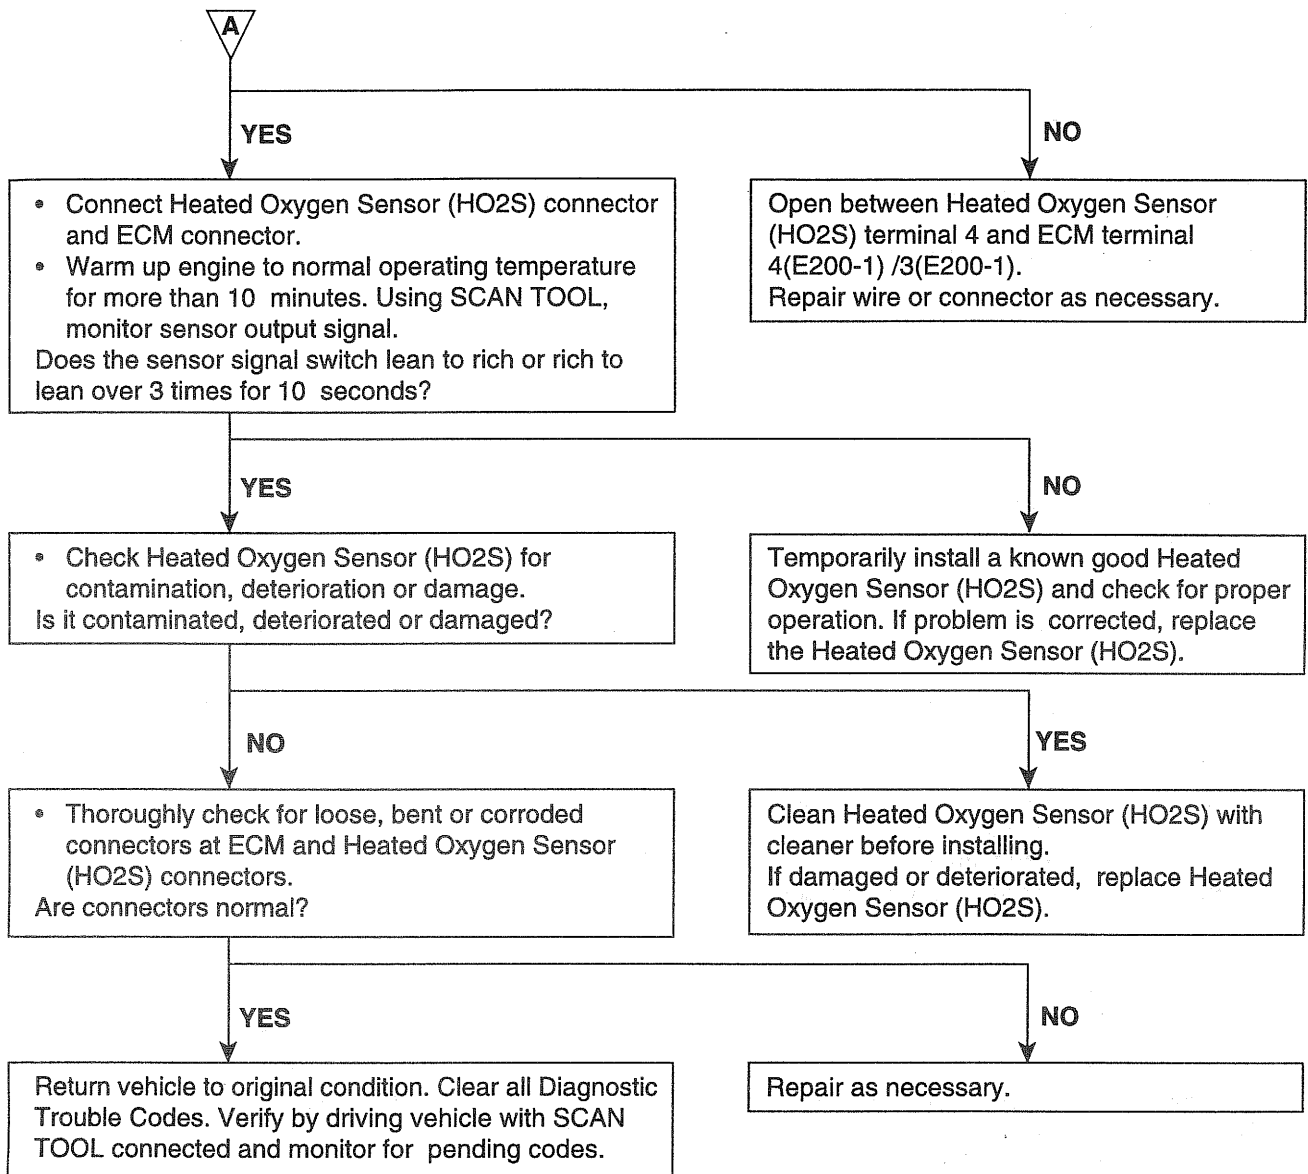 A
YES
NO
• Connect Heated Oxygen Sensor (HO2S) connector
and ECM connector.
• Warm up engine to normal operating temperature
for more than 10 minutes. Using SCAN TOOL,
monitor sensor output signal.
Does the sensor signal switch lean to rich or rich to
lean over 3 times for 10 seconds?
Open between Heated Oxygen Sensor
(HO2S) terminal 4 and ECM terminal
4(E200-1) /3(E200-1).
Repair wire or connector as necessary.
YES
NO
• Check Heated Oxygen Sensor (HO2S) for
contamination, deterioration or damage.
Is it contaminated, deteriorated or damaged?
Temporarily install a known good Heated
Oxygen Sensor (HO2S) and check for proper
operation. If problem is corrected, replace
the Heated Oxygen Sensor (HO2S).
NO
YES
• Thoroughly check for loose, bent or corroded
connectors at ECM and Heated Oxygen Sensor
(HO2S) connectors.
Are connectors normal?
Clean Heated Oxygen Sensor (HO2S) with
cleaner before installing.
If damaged or deteriorated, replace Heated
Oxygen Sensor (HO2S).
YES
NO
Return vehicle to original condition. Clear all Diagnostic
Trouble Codes. Verify by driving vehicle with SCAN
TOOL connected and monitor for pending codes.
Repair as necessary.